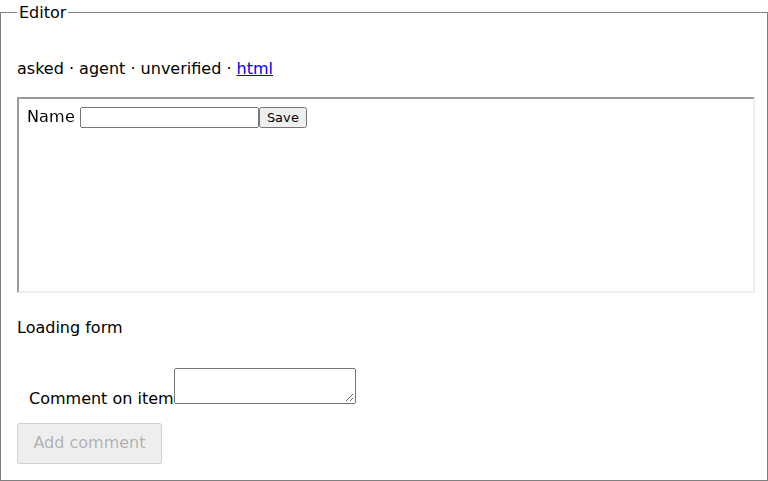 Editor
asked · agent · unverified · html
Name Save
Loading form
Comment on item
Add comment